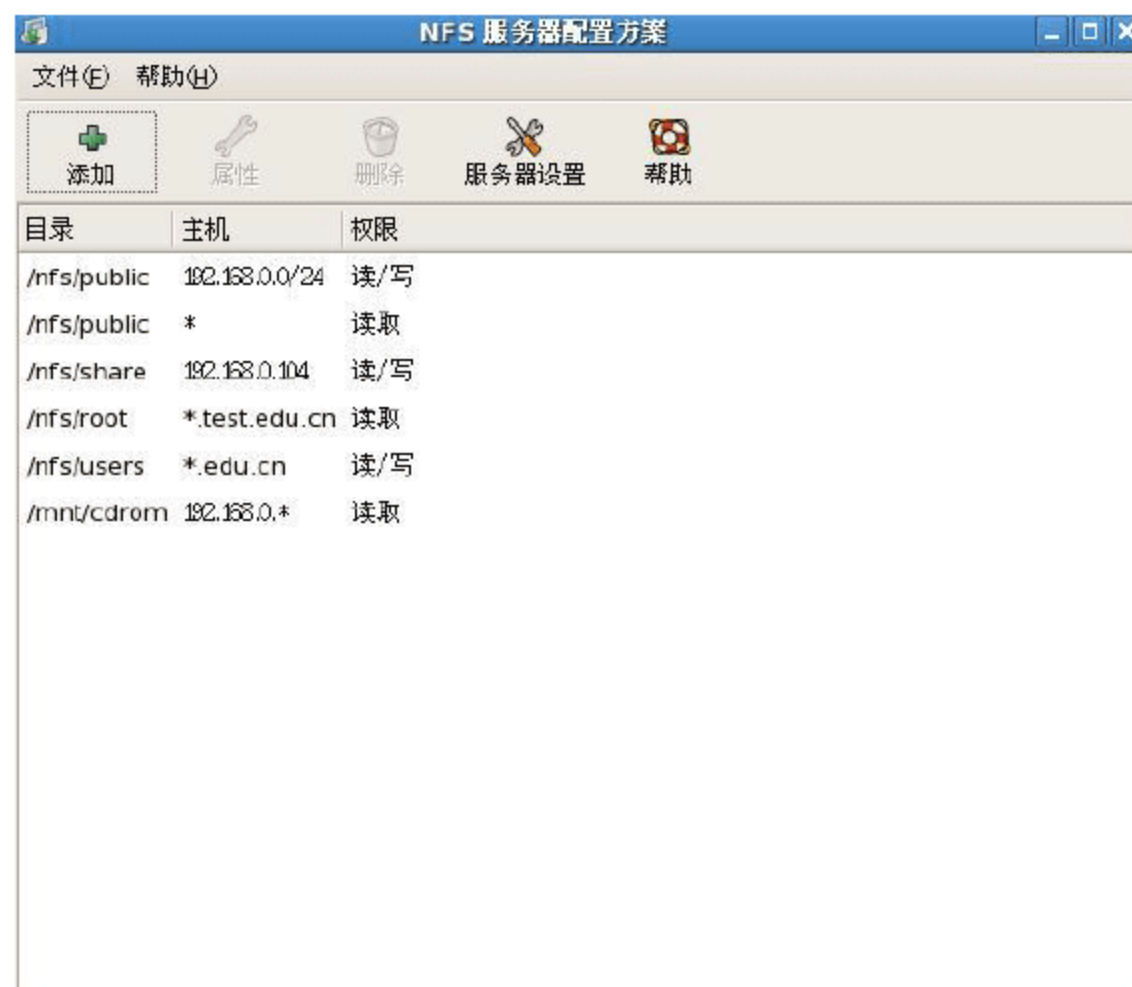 NFS 服务器配置方案
文件(F) 帮助(H)
添加 属性 删除 服务器设置 帮助
目录 主机 权限
/nfs/public 192.168.0.0/24 读/写
/nfs/public * 读取
/nfs/share 192.168.0.104 读/写
/nfs/root *.test.edu.cn 读取
/nfs/users *.edu.cn 读/写
/mnt/cdrom 192.168.0.* 读取